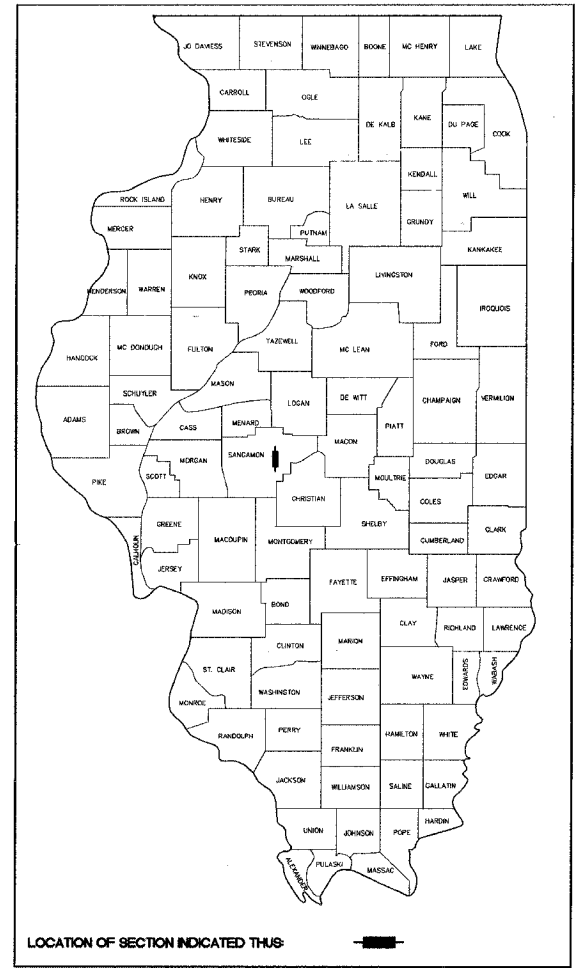 JO DAVIESS STEVENSON WINNEBAGO BOONE MC HENRY LAKE
CARROLL OGLE DE KALB KANE DU PAGE COOK
WHITESIDE LEE
KENDALL WILL
ROCK ISLAND HENRY BUREAU LA SALLE GRUNDY
MERCER PUTNAM
STARK MARSHALL KANKAKEE
HENDERSON WARREN KNOX PEORIA WOODFORD LIVINGSTON IROQUOIS
HANCOCK MC DONOUGH FULTON TAZEWELL MC LEAN FORD
MASON
SCHUYLER LOGAN DE WITT CHAMPAIGN VERMILION
ADAMS BROWN CASS MENARD PIATT
MACON
SANGAMON
PIKE SCOTT MORGAN MOULTRIE DOUGLAS EDGAR
CHRISTIAN COLES
GREENE MACOUPIN SHELBY CLARK
CALHOUN MONTGOMERY CUMBERLAND
JERSEY FAYETTE EFFINGHAM JASPER CRAWFORD
MADISON BOND
CLAY RICHLAND LAWRENCE
CLINTON MARION
ST. CLAIR WAYNE EDWARDS WABASH
WASHINGTON JEFFERSON
MONROE
RANDOLPH PERRY HAMILTON WHITE
FRANKLIN
JACKSON WILLIAMSON SALINE GALLATIN
HARDIN
UNION JOHNSON POPE
ALEXANDER PULASKI MASSAC
LOCATION OF SECTION INDICATED THUS: